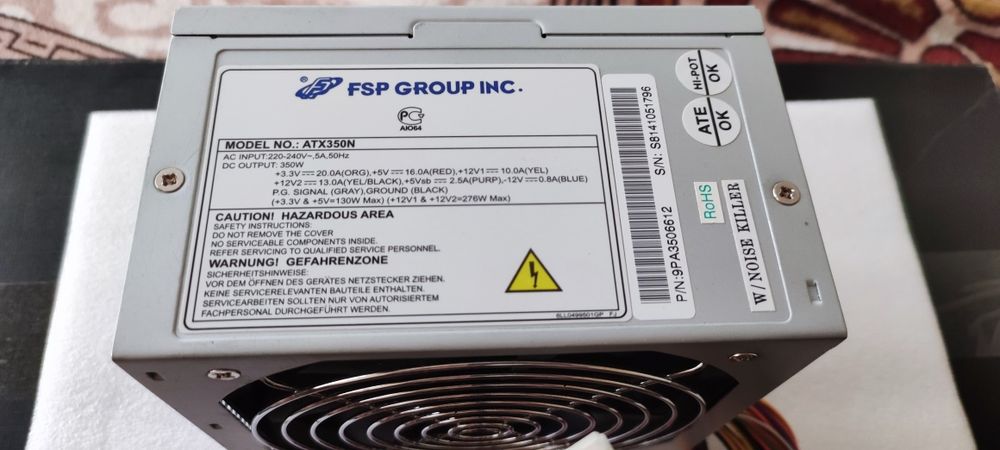 FSP GROUP INC.
PG
AIO64
MODEL NO.: ATX350N
AC INPUT:220-240V~,5A,50Hz
DC OUTPUT: 350W
+3.3V⎓20.0A(ORG),+5V⎓16.0A(RED),+12V1⎓10.0A(YEL)
+12V2⎓13.0A(YEL/BLACK),+5Vsb⎓2.5A(PURP),-12V⎓0.8A(BLUE)
P.G. SIGNAL (GRAY),GROUND (BLACK)
(+3.3V & +5V=130W Max) (+12V1 & +12V2=276W Max)
CAUTION! HAZARDOUS AREA
SAFETY INSTRUCTIONS:
DO NOT REMOVE THE COVER
NO SERVICEABLE COMPONENTS INSIDE.
REFER SERVICING TO QUALIFIED SERVICE PERSONNEL.
WARNUNG! GEFAHRENZONE
SICHERHEITSHINWEISE:
VOR DEM ÖFFNEN DES GERÄTES NETZSTECKER ZIEHEN.
KEINE SERVICERELEVANTEN BAUTEILE ENTHALTEN.
SERVICEARBEITEN SOLLTEN NUR VON AUTORISIERTEM
FACHPERSONAL DURCHGEFÜHRT WERDEN.
6LL0499501GP FJ
P/N:9PA3506612
S/N: S8141051796
HI-POT
OK
ATE
OK
RoHS
W/NOISE KILLER